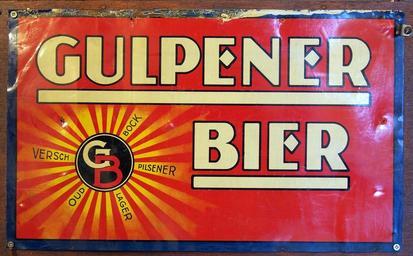 GULPENER
BIER
BOCK
VERSCH
GB
PILSENER
OUD
LAGER